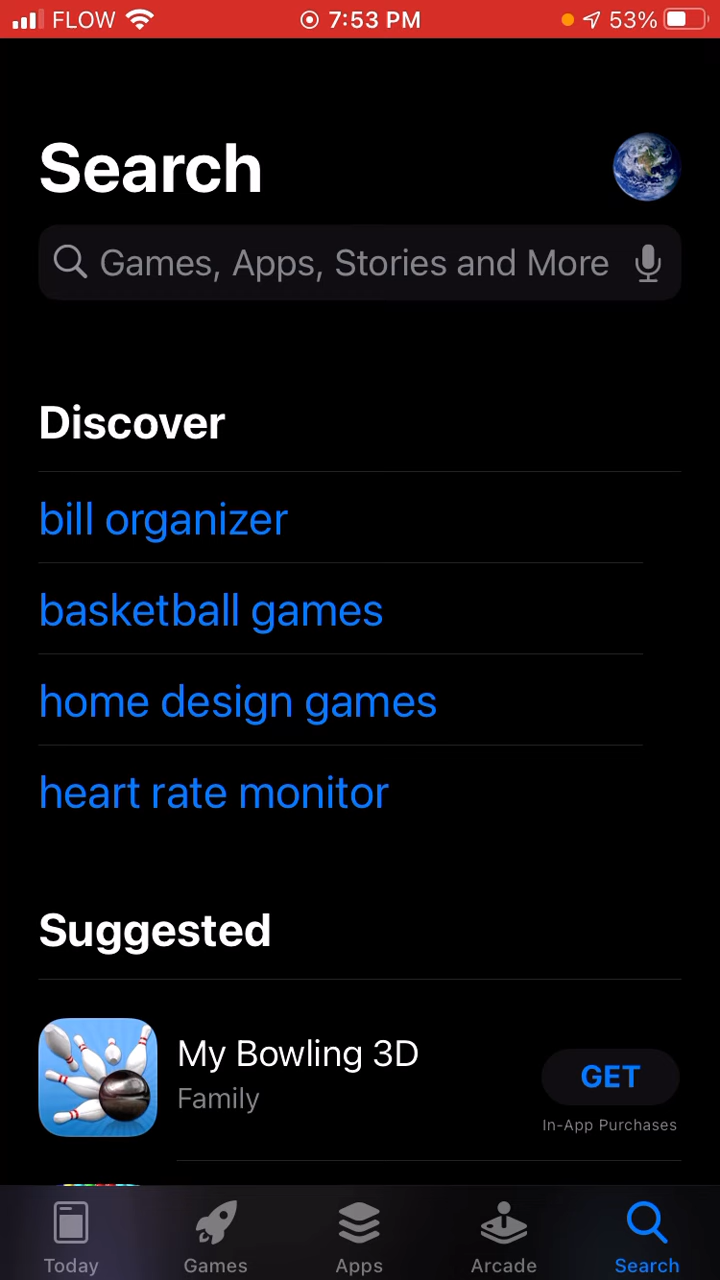 FLOW 7:53 PM 53%
Search
Games, Apps, Stories and More
Discover
bill organizer
basketball games
home design games
heart rate monitor
Suggested
My Bowling 3D
Family
GET
In-App Purchases
Today Games Apps Arcade Search